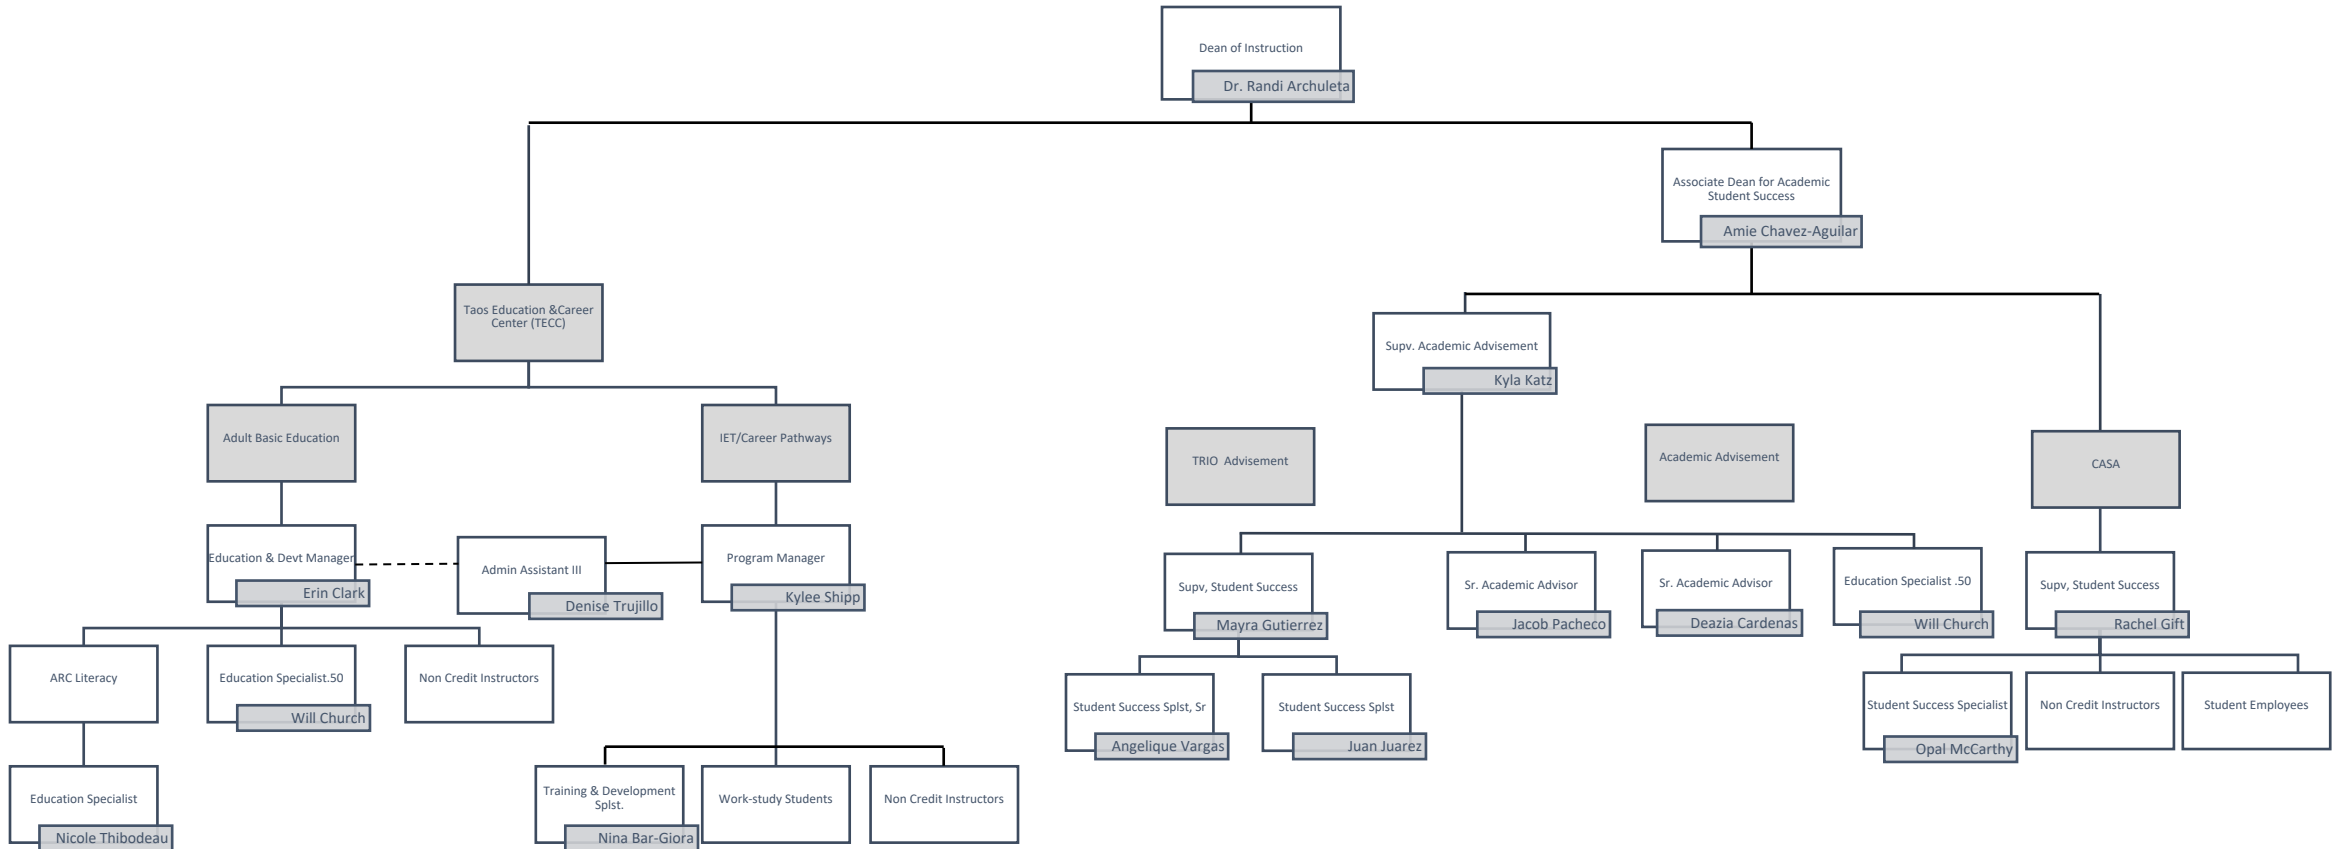 Dean of Instruction
Dr. Randi Archuleta
Associate Dean for Academic
Student Success
Amie Chavez-Aguilar
Taos Education &Career
Center (TECC)
Supv. Academic Advisement
Kyla Katz
Adult Basic Education
IET/Career Pathways
TRIO Advisement
Academic Advisement
CASA
Education & Devt Manager
Erin Clark
Admin Assistant III
Denise Trujillo
Program Manager
Kylee Shipp
Supv, Student Success
Mayra Gutierrez
Sr. Academic Advisor
Jacob Pacheco
Sr. Academic Advisor
Deazia Cardenas
Education Specialist .50
Will Church
Supv, Student Success
Rachel Gift
ARC Literacy
Education Specialist.50
Will Church
Non Credit Instructors
Student Success Splst, Sr
Angelique Vargas
Student Success Splst
Juan Juarez
Student Success Specialist
Opal McCarthy
Non Credit Instructors
Student Employees
Education Specialist
Nicole Thibodeau
Training & Development
Splst.
Nina Bar-Giora
Work-study Students
Non Credit Instructors